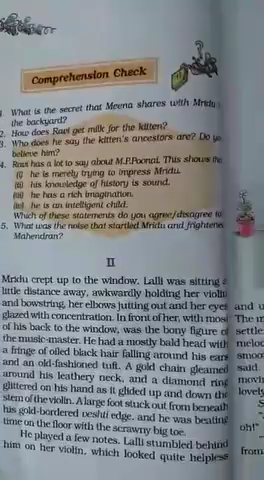 Comprehension Check
1. What is the secret that Meena shares with Mridu in
the backyard?
2. How does Ravi get milk for the kitten?
3. Who does he say the kitten's ancestors are? Do you
believe him?
4. Ravi has a lot to say about M.P.Poonai. This shows that
(i) he is merely trying to impress Mridu.
(ii) his knowledge of history is sound.
(iii) he has a rich imagination.
(iv) he is an intelligent child.
Which of these statements do you agree/disagree to
5. What was the noise that startled Mridu and frightened
Mahendran?
II
Mridu crept up to the window. Lalli was sitting a
little distance away, awkwardly holding her violin
and bowstring, her elbows jutting out and her eyes
glazed with concentration. In front of her, with most
of his back to the window, was the bony figure of
the music-master. He had a mostly bald head with
a fringe of oiled black hair falling around his ears
and an old-fashioned tuft. A gold chain gleamed
around his leathery neck, and a diamond ring
glittered on his hand as it glided up and down the
stem of the violin. A large foot stuck out from beneath
his gold-bordered veshti edge, and he was beating
time on the floor with the scrawny big toe.
He played a few notes. Lalli stumbled behind
him on her violin, which looked quite helpless
and u
The m
settle
meloc
smoo
said
movin
lovely
S
oh!"
from